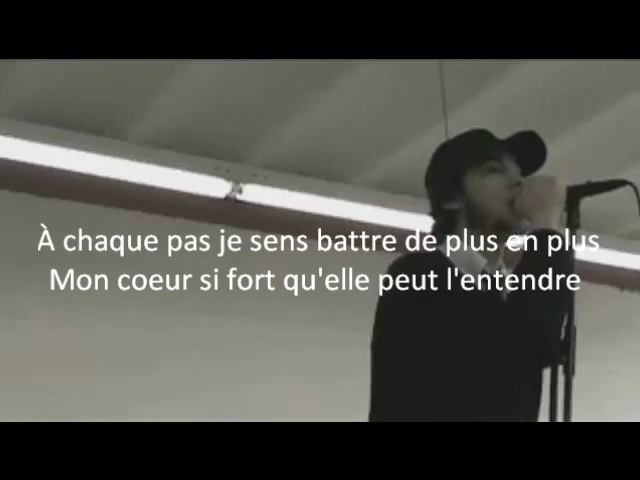 À chaque pas je sens battre de plus en plus
Mon coeur si fort qu'elle peut l'entendre